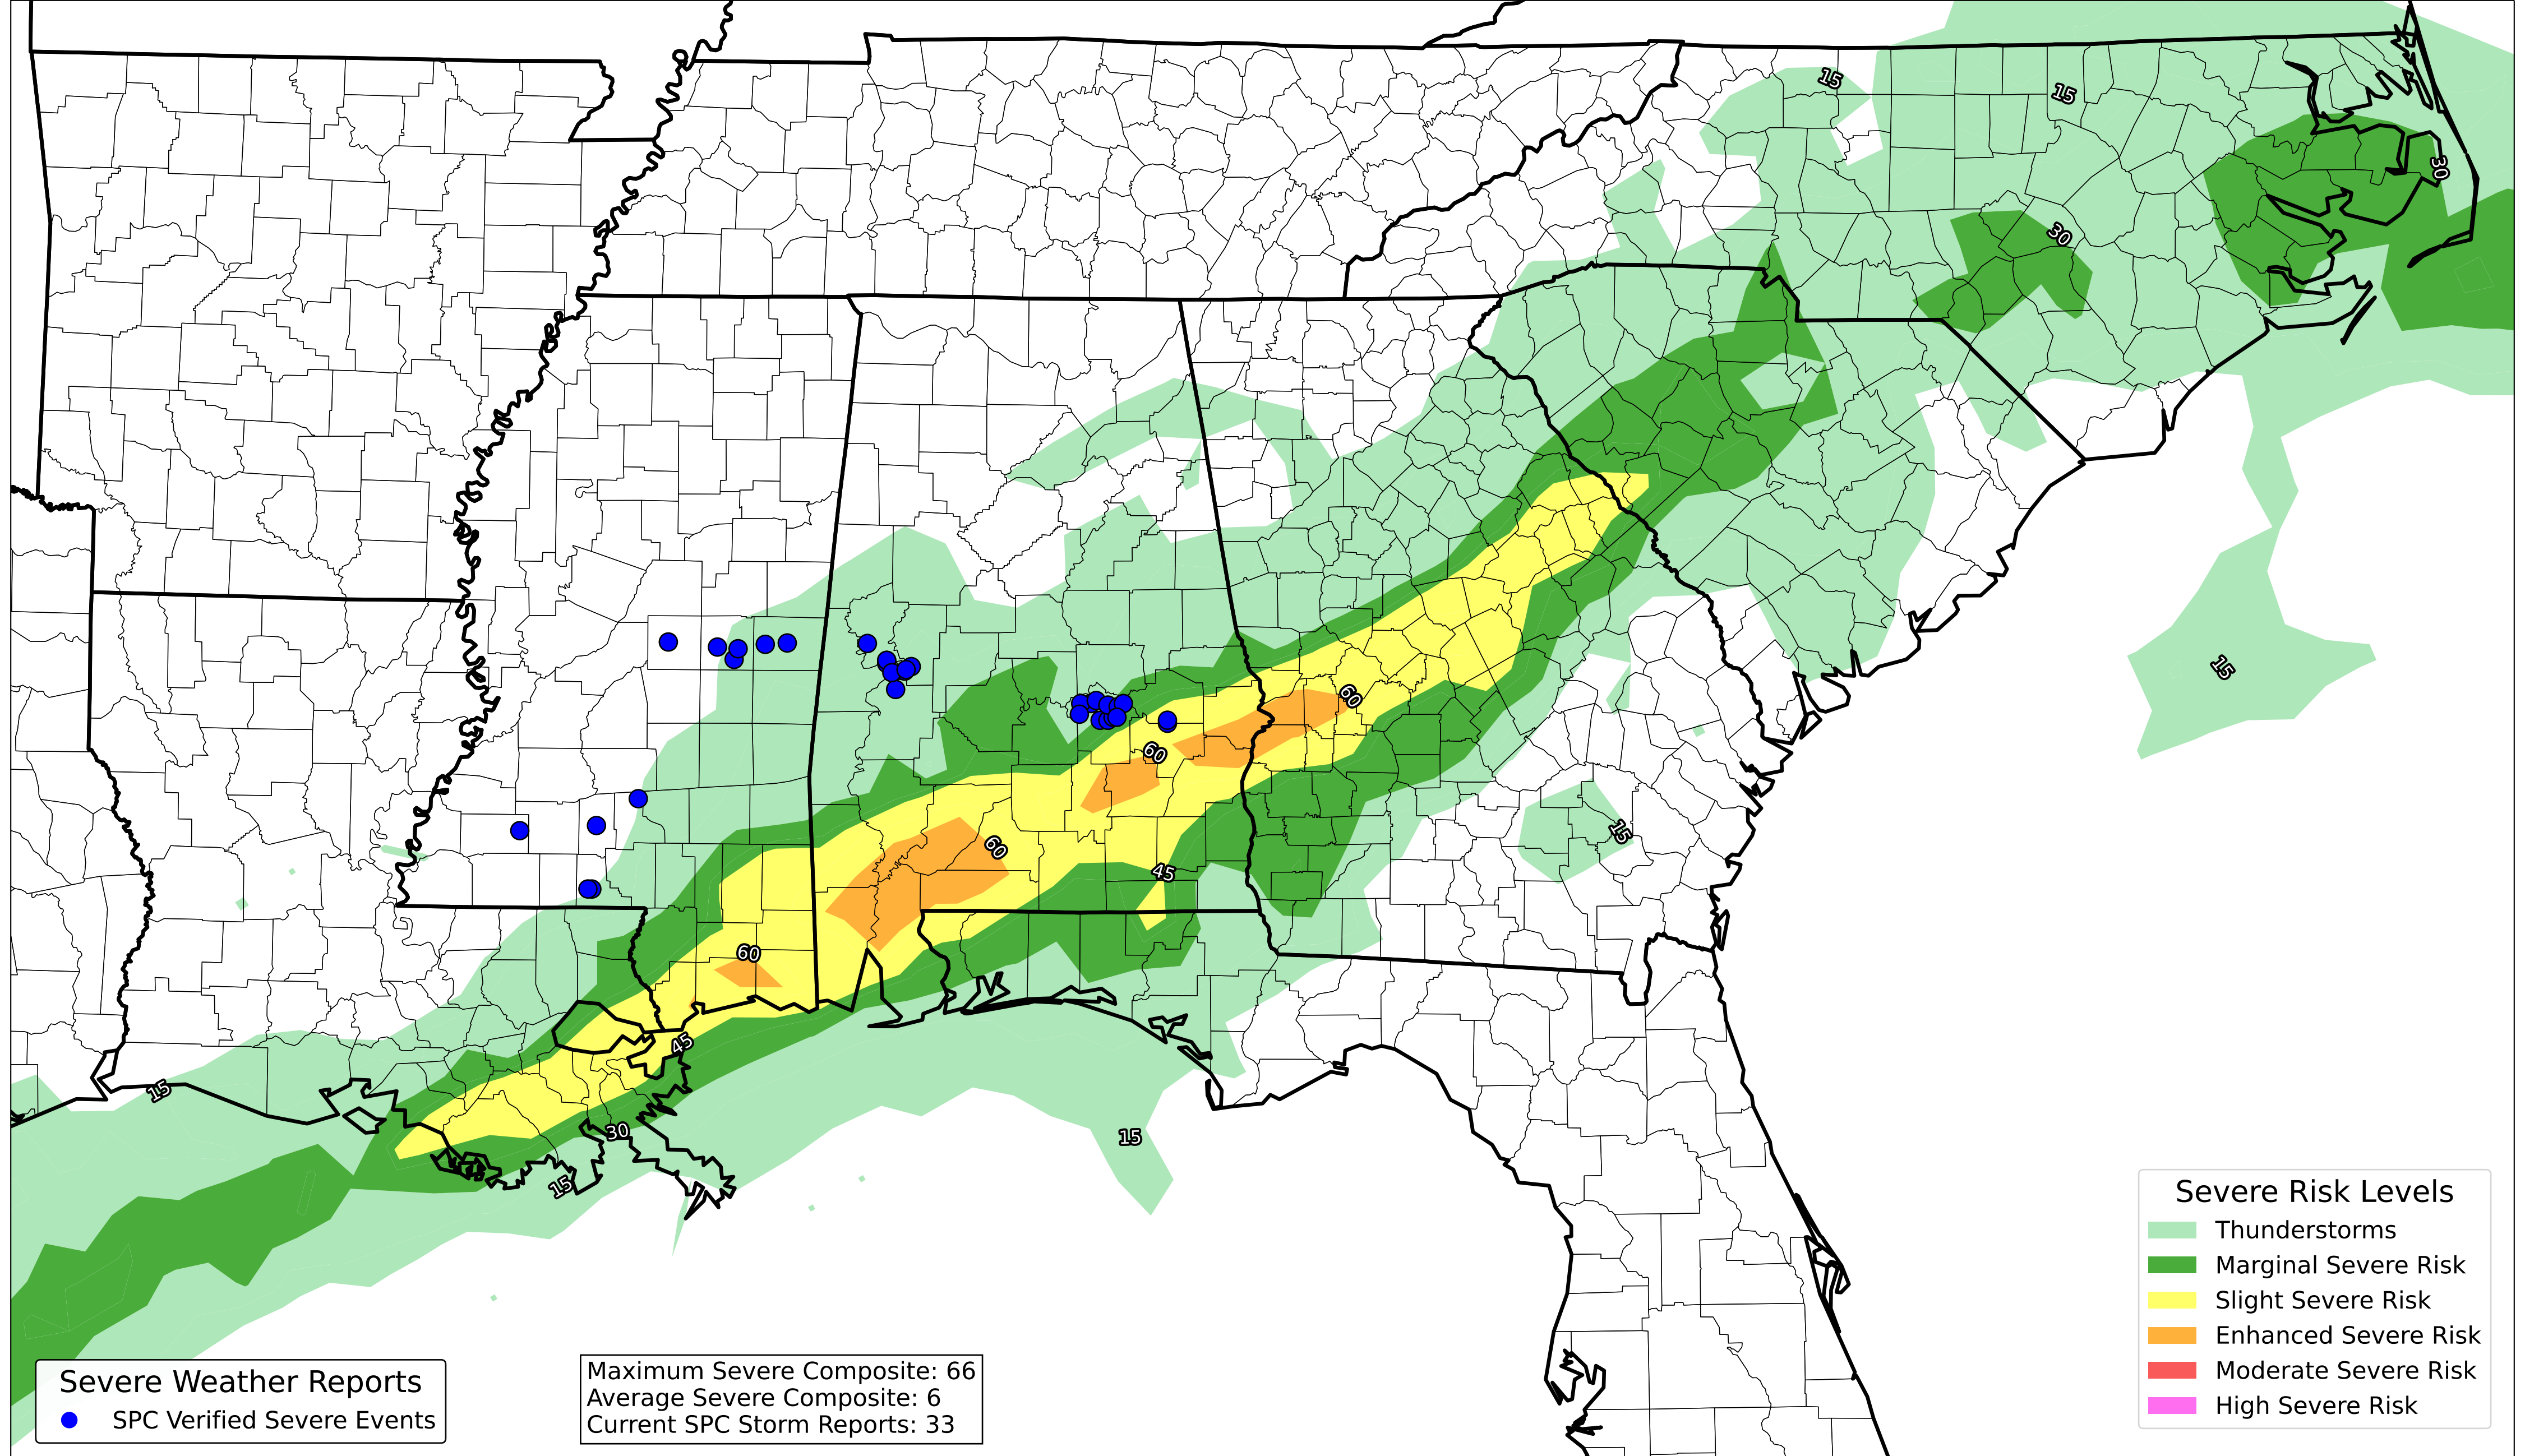 15
15
30
30
60
15
60
45
60
15
60
45
15
30
15
15
Severe Risk Levels
Thunderstorms
Marginal Severe Risk
Slight Severe Risk
Enhanced Severe Risk
Moderate Severe Risk
High Severe Risk
Severe Weather Reports
SPC Verified Severe Events
Maximum Severe Composite: 66
Average Severe Composite: 6
Current SPC Storm Reports: 33